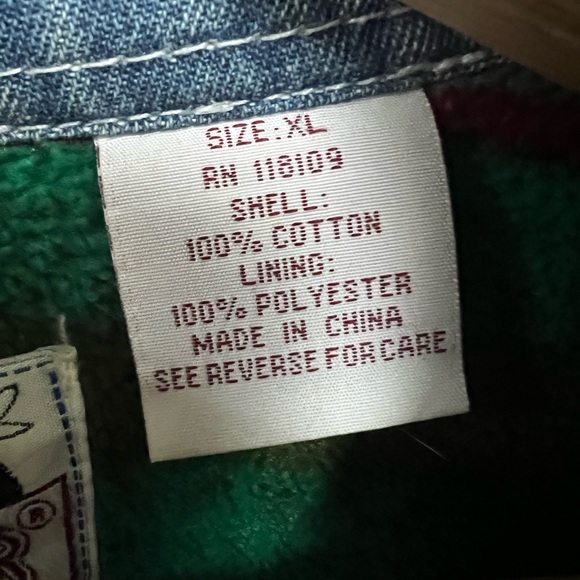 SIZE: XL
RN 118109
SHELL:
100% COTTON
LINING:
100% POLYESTER
MADE IN CHINA
SEE REVERSE FOR CARE
®